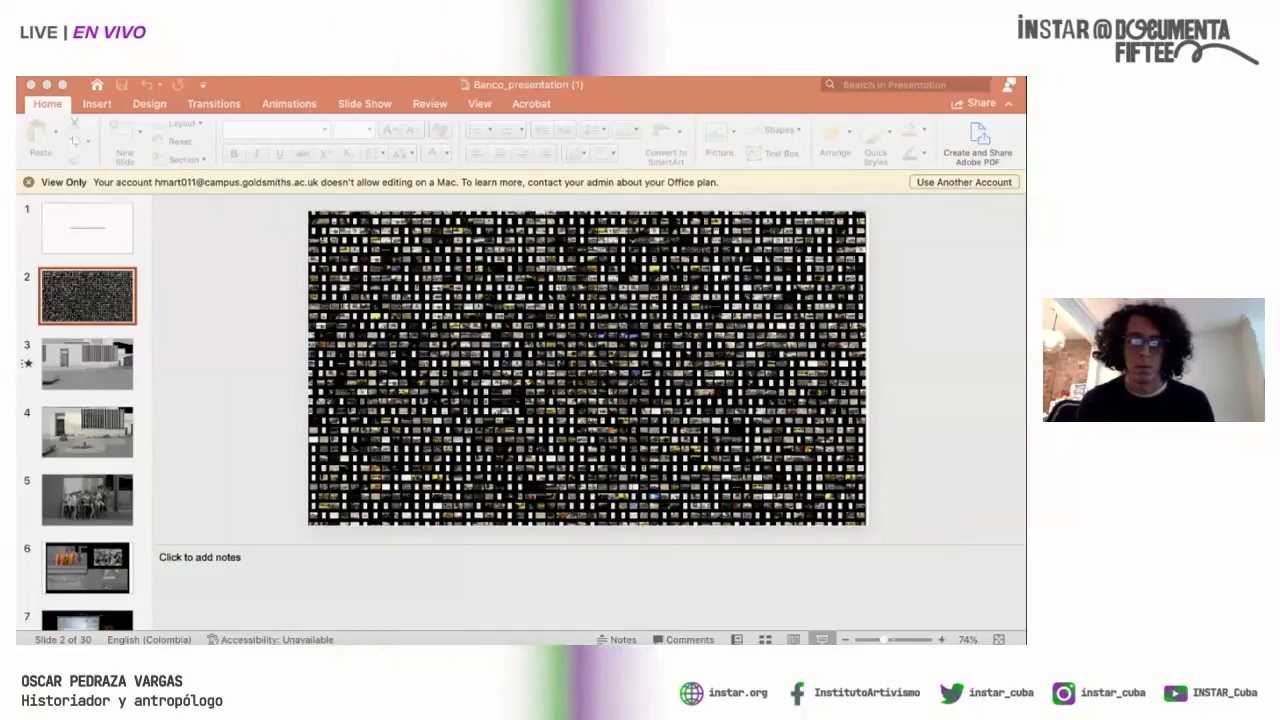 LIVE | EN VIVO
INSTAR @ DOCUMENTA
FIFTEEN
Banco_presentation (1)
Search in Presentation
Home Insert Design Transitions Animations Slide Show Review View Acrobat
Share
Paste
New
Slide
Layout
Reset
Section
Convert to
SmartArt
Picture
Shapes
Text Box
Arrange
Quick
Styles
Create and Share
Adobe PDF
View Only Your account hmart011@campus.goldsmiths.ac.uk doesn't allow editing on a Mac. To learn more, contact your admin about your Office plan.
Use Another Account
1
2
3
4
5
6
7
Click to add notes
Slide 2 of 30 English (Colombia) Accessibility: Unavailable
Notes Comments 74%
OSCAR PEDRAZA VARGAS
Historiador y antropólogo
instar.org InstitutoArtivismo instar_cuba instar_cuba INSTAR_Cuba